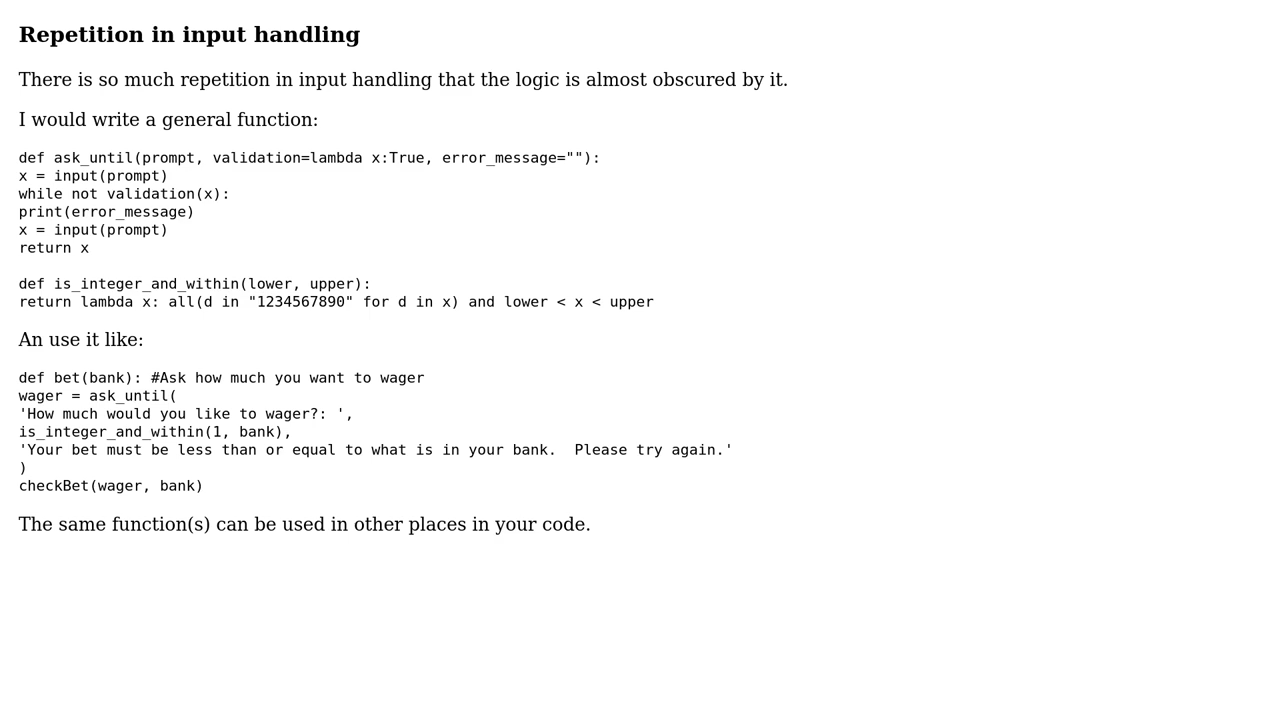 Repetition in input handling
There is so much repetition in input handling that the logic is almost obscured by it.
I would write a general function:
def ask_until(prompt, validation=lambda x:True, error_message=""):
x = input(prompt)
while not validation(x):
print(error_message)
x = input(prompt)
return x
def is_integer_and_within(lower, upper):
return lambda x: all(d in "1234567890" for d in x) and lower < x < upper
An use it like:
def bet(bank): #Ask how much you want to wager
wager = ask_until(
'How much would you like to wager?: ',
is_integer_and_within(1, bank),
'Your bet must be less than or equal to what is in your bank.  Please try again.'
)
checkBet(wager, bank)
The same function(s) can be used in other places in your code.